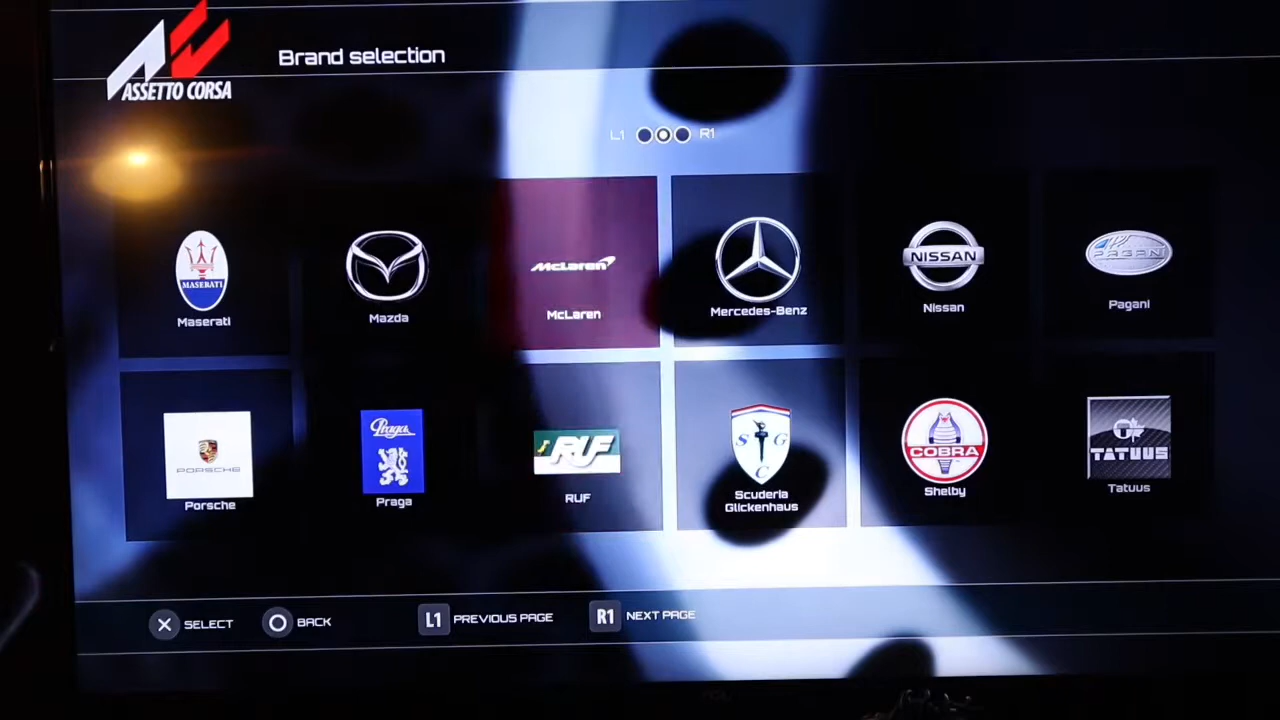 ASSETTO CORSA
Brand selection
L1 R1
MASERATI
Maserati
Mazda
McLaren
McLaren
Mercedes-Benz
NISSAN
Nissan
PAGANI
Pagani
PORSCHE
Porsche
Praga
Praga
RUF
RUF
S G
C
Scuderia
Glickenhaus
COBRA
Shelby
TATUUS
Tatuus
SELECT
BACK
L1 PREVIOUS PAGE
R1 NEXT PAGE